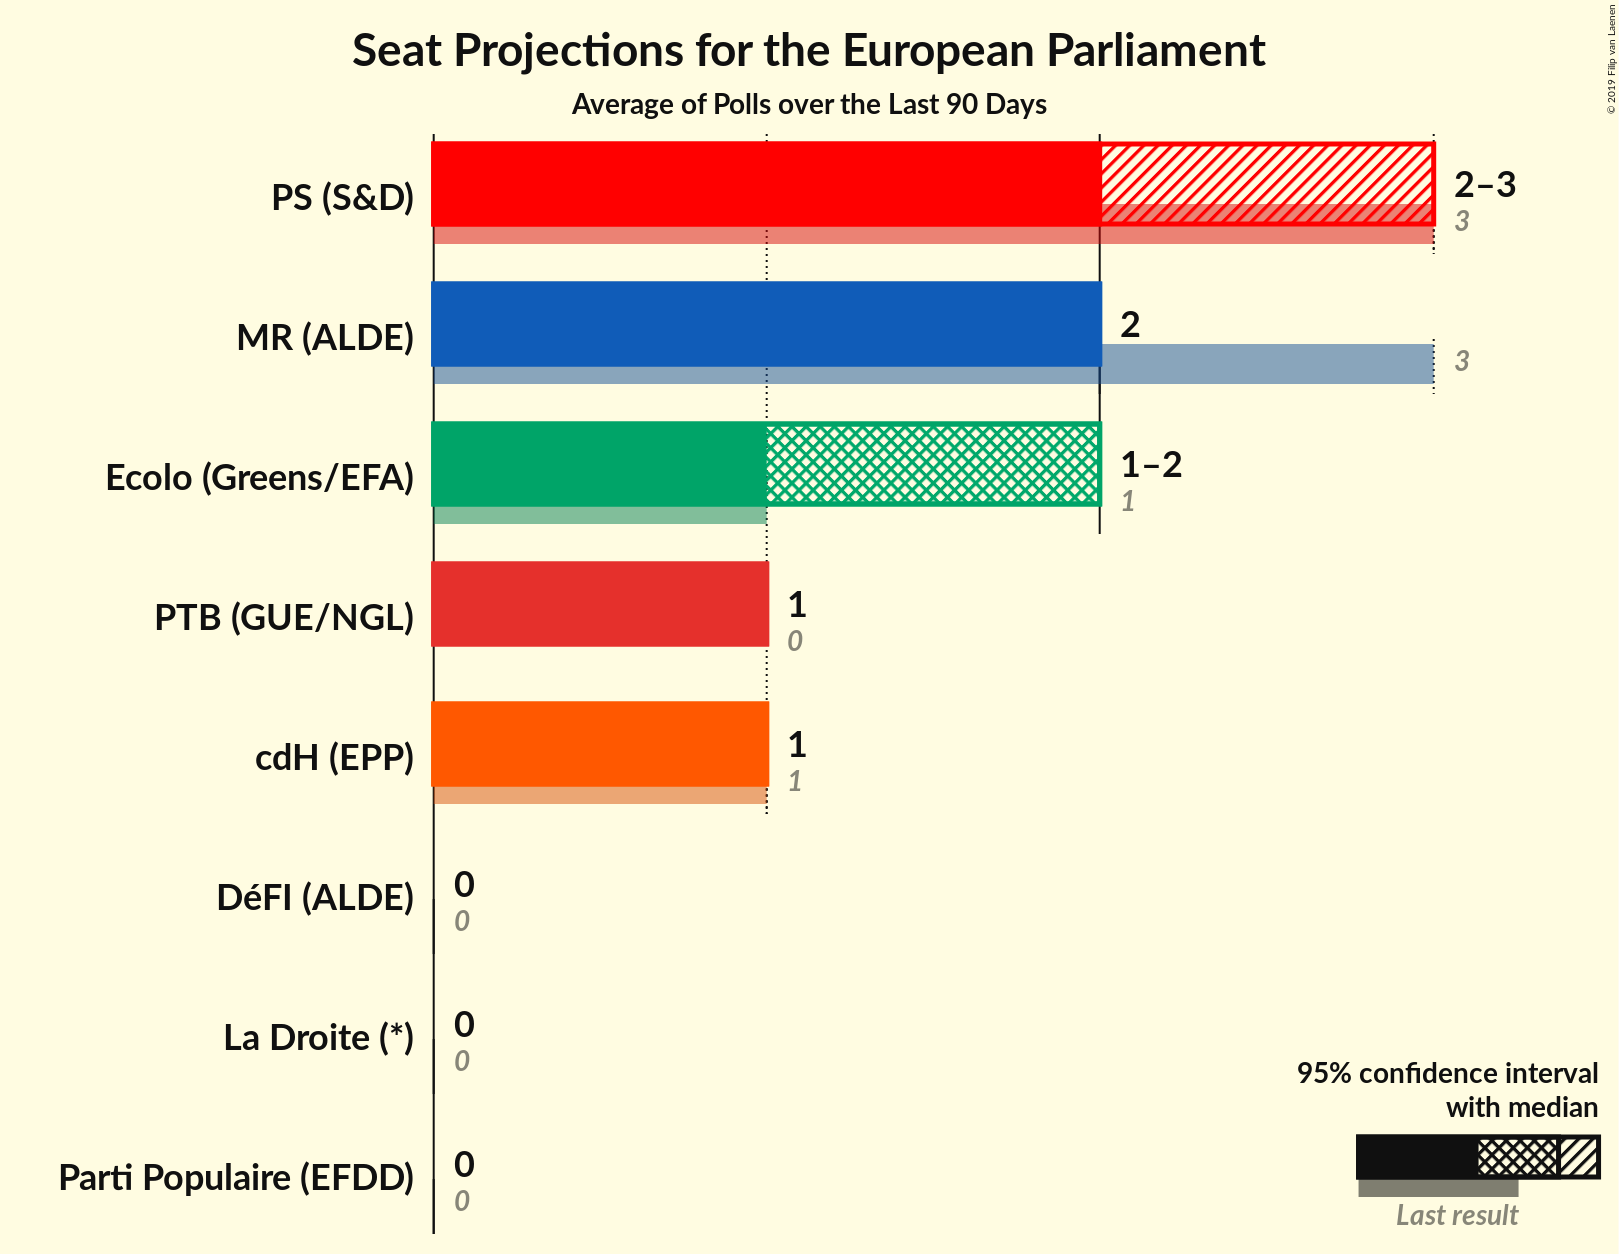 Seat Projections for the European Parliament
Average of Polls over the Last 90 Days
© 2019 Filip van Laenen
PS (S&D)
2–3
3
MR (ALDE)
2
3
Ecolo (Greens/EFA)
1–2
1
PTB (GUE/NGL)
1
0
cdH (EPP)
1
1
DéFI (ALDE)
0
0
La Droite (*)
0
0
Parti Populaire (EFDD)
0
0
95% confidence interval
with median
Last result